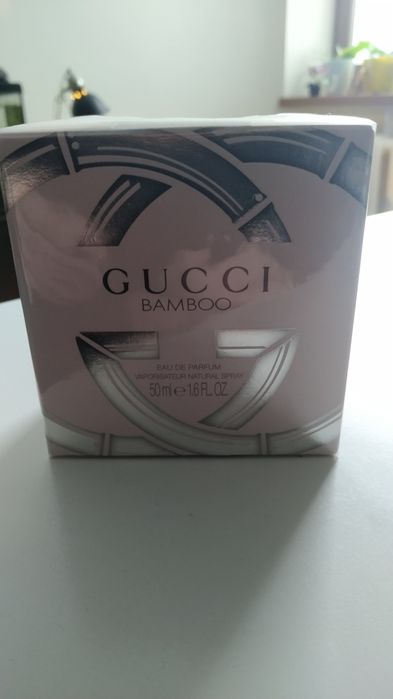 GUCCI
BAMBOO
EAU DE PARFUM
VAPORISATEUR NATURAL SPRAY
50 ml ℮ 1.6 FL.OZ.